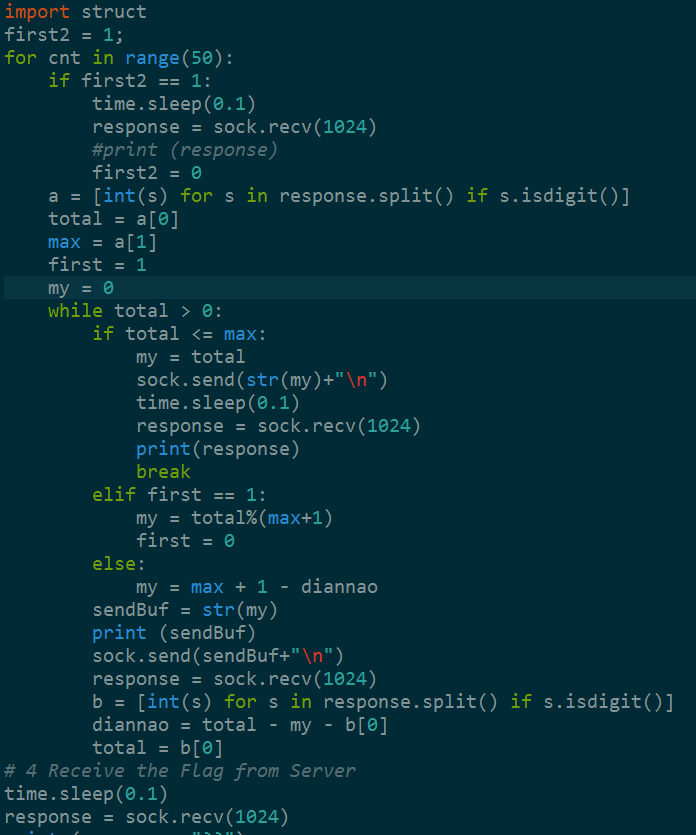 import struct
first2 = 1;
for cnt in range(50):
    if first2 == 1:
        time.sleep(0.1)
        response = sock.recv(1024)
        #print (response)
        first2 = 0
    a = [int(s) for s in response.split() if s.isdigit()]
    total = a[0]
    max = a[1]
    first = 1
    my = 0
    while total > 0:
        if total <= max:
            my = total
            sock.send(str(my)+"\n")
            time.sleep(0.1)
            response = sock.recv(1024)
            print(response)
            break
        elif first == 1:
            my = total%(max+1)
            first = 0
        else:
            my = max + 1 - diannao
        sendBuf = str(my)
        print (sendBuf)
        sock.send(sendBuf+"\n")
        response = sock.recv(1024)
        b = [int(s) for s in response.split() if s.isdigit()]
        diannao = total - my - b[0]
        total = b[0]
# 4 Receive the Flag from Server
time.sleep(0.1)
response = sock.recv(1024)